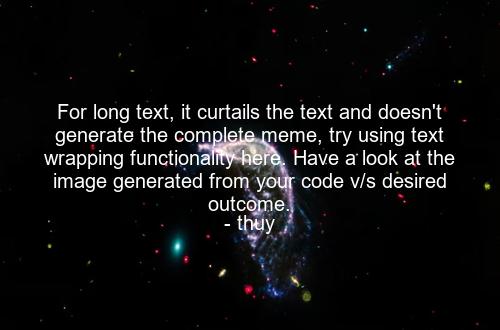 For long text, it curtails the text and doesn't
generate the complete meme, try using text
wrapping functionality here. Have a look at the
image generated from your code v/s desired
outcome.
- thuy